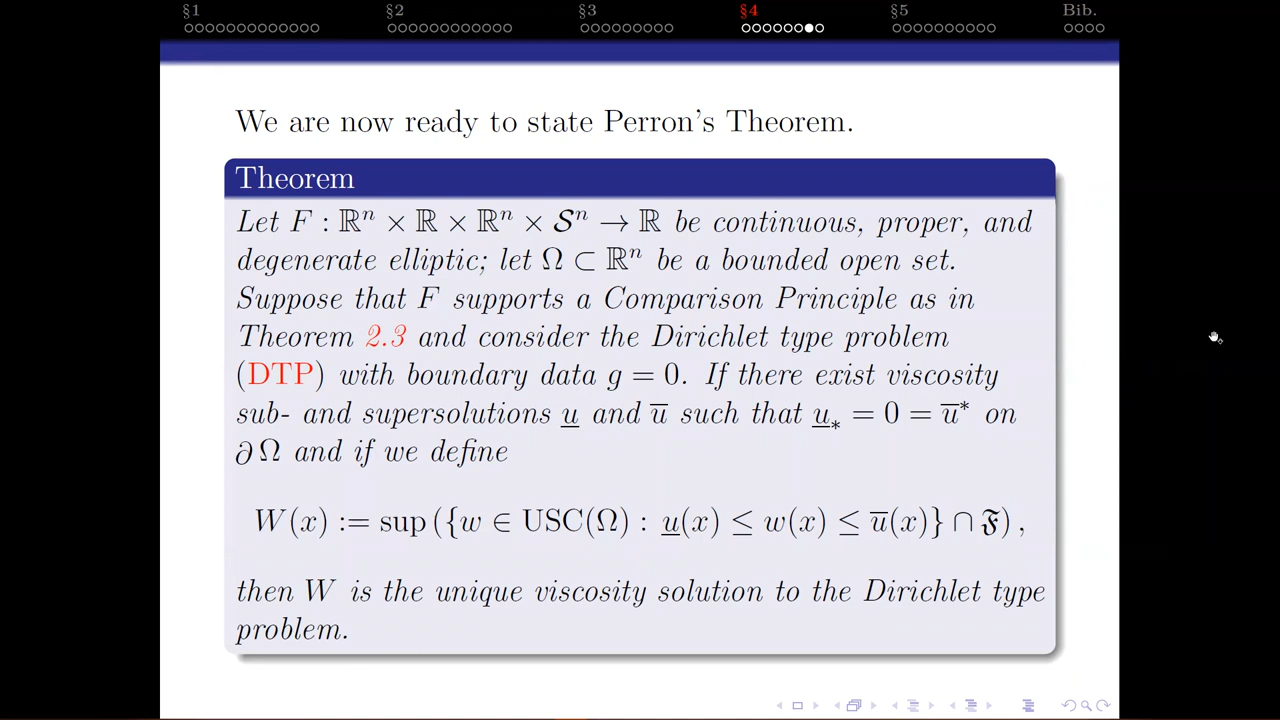 §1 §2 §3 §4 §5 Bib.
We are now ready to state Perron's Theorem.
Theorem
Let F : ℝⁿ × ℝ × ℝⁿ × 𝒮ⁿ → ℝ be continuous, proper, and
degenerate elliptic; let Ω ⊂ ℝⁿ be a bounded open set.
Suppose that F supports a Comparison Principle as in
Theorem 2.3 and consider the Dirichlet type problem
(DTP) with boundary data g = 0. If there exist viscosity
sub- and supersolutions u̲ and u̅ such that u̲_* = 0 = u̅^* on
∂Ω and if we define
W(x) := sup ({w ∈ USC(Ω) : u̲(x) ≤ w(x) ≤ u̅(x)} ∩ 𝔉) ,
then W is the unique viscosity solution to the Dirichlet type
problem.